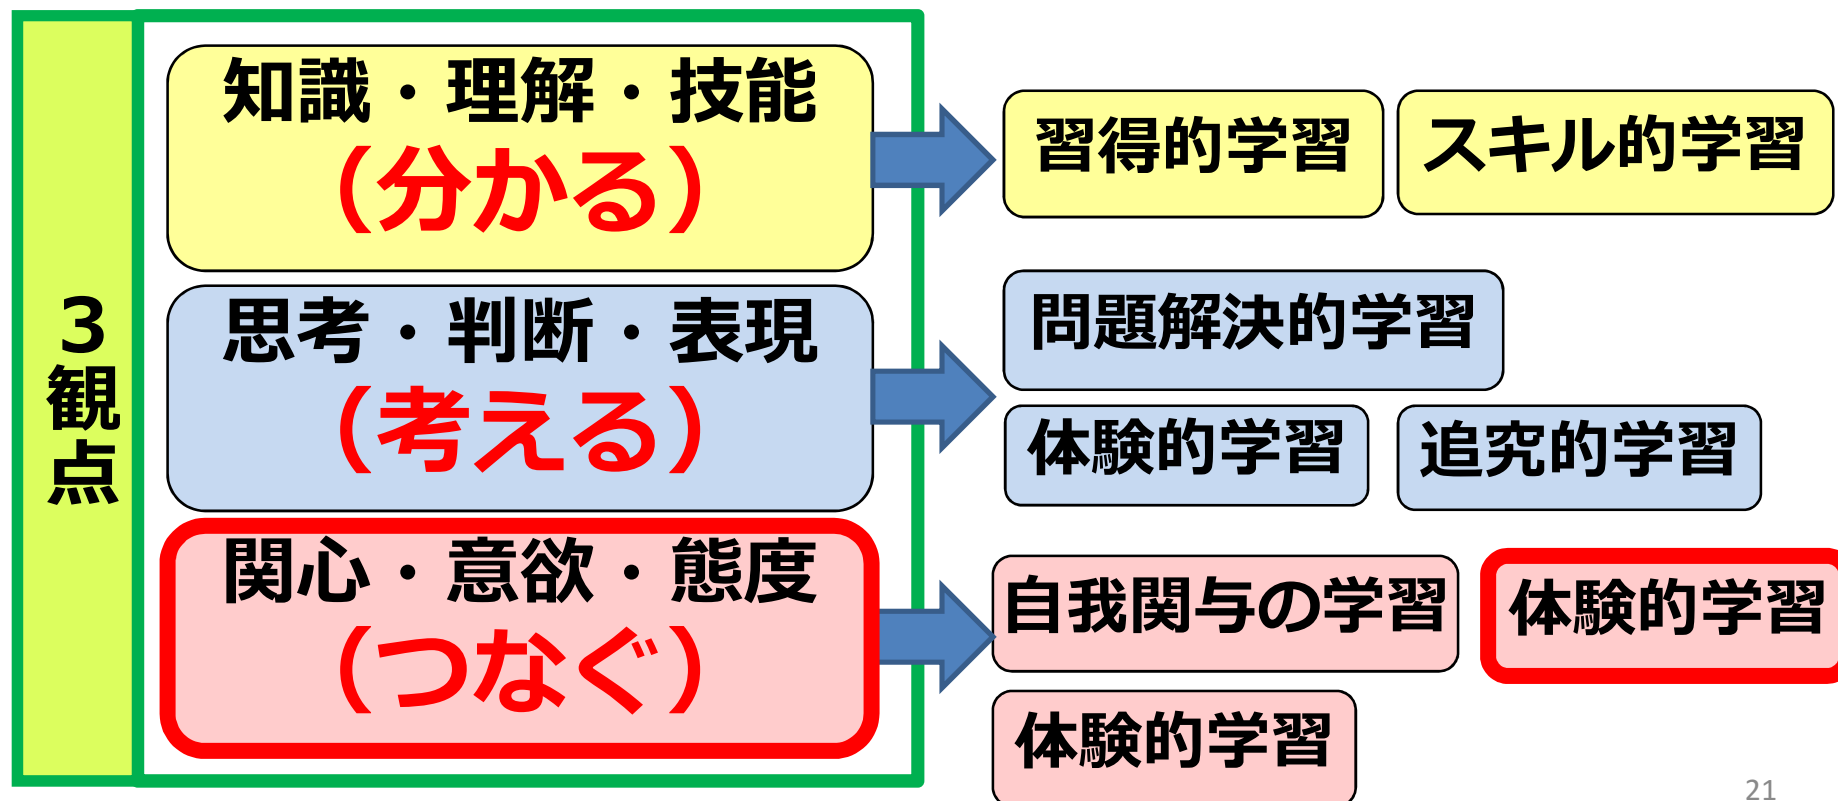 3観点
知識・理解・技能
（分かる）
習得的学習
スキル的学習
思考・判断・表現
（考える）
問題解決的学習
体験的学習
追究的学習
関心・意欲・態度
（つなぐ）
自我関与の学習
体験的学習
体験的学習
21